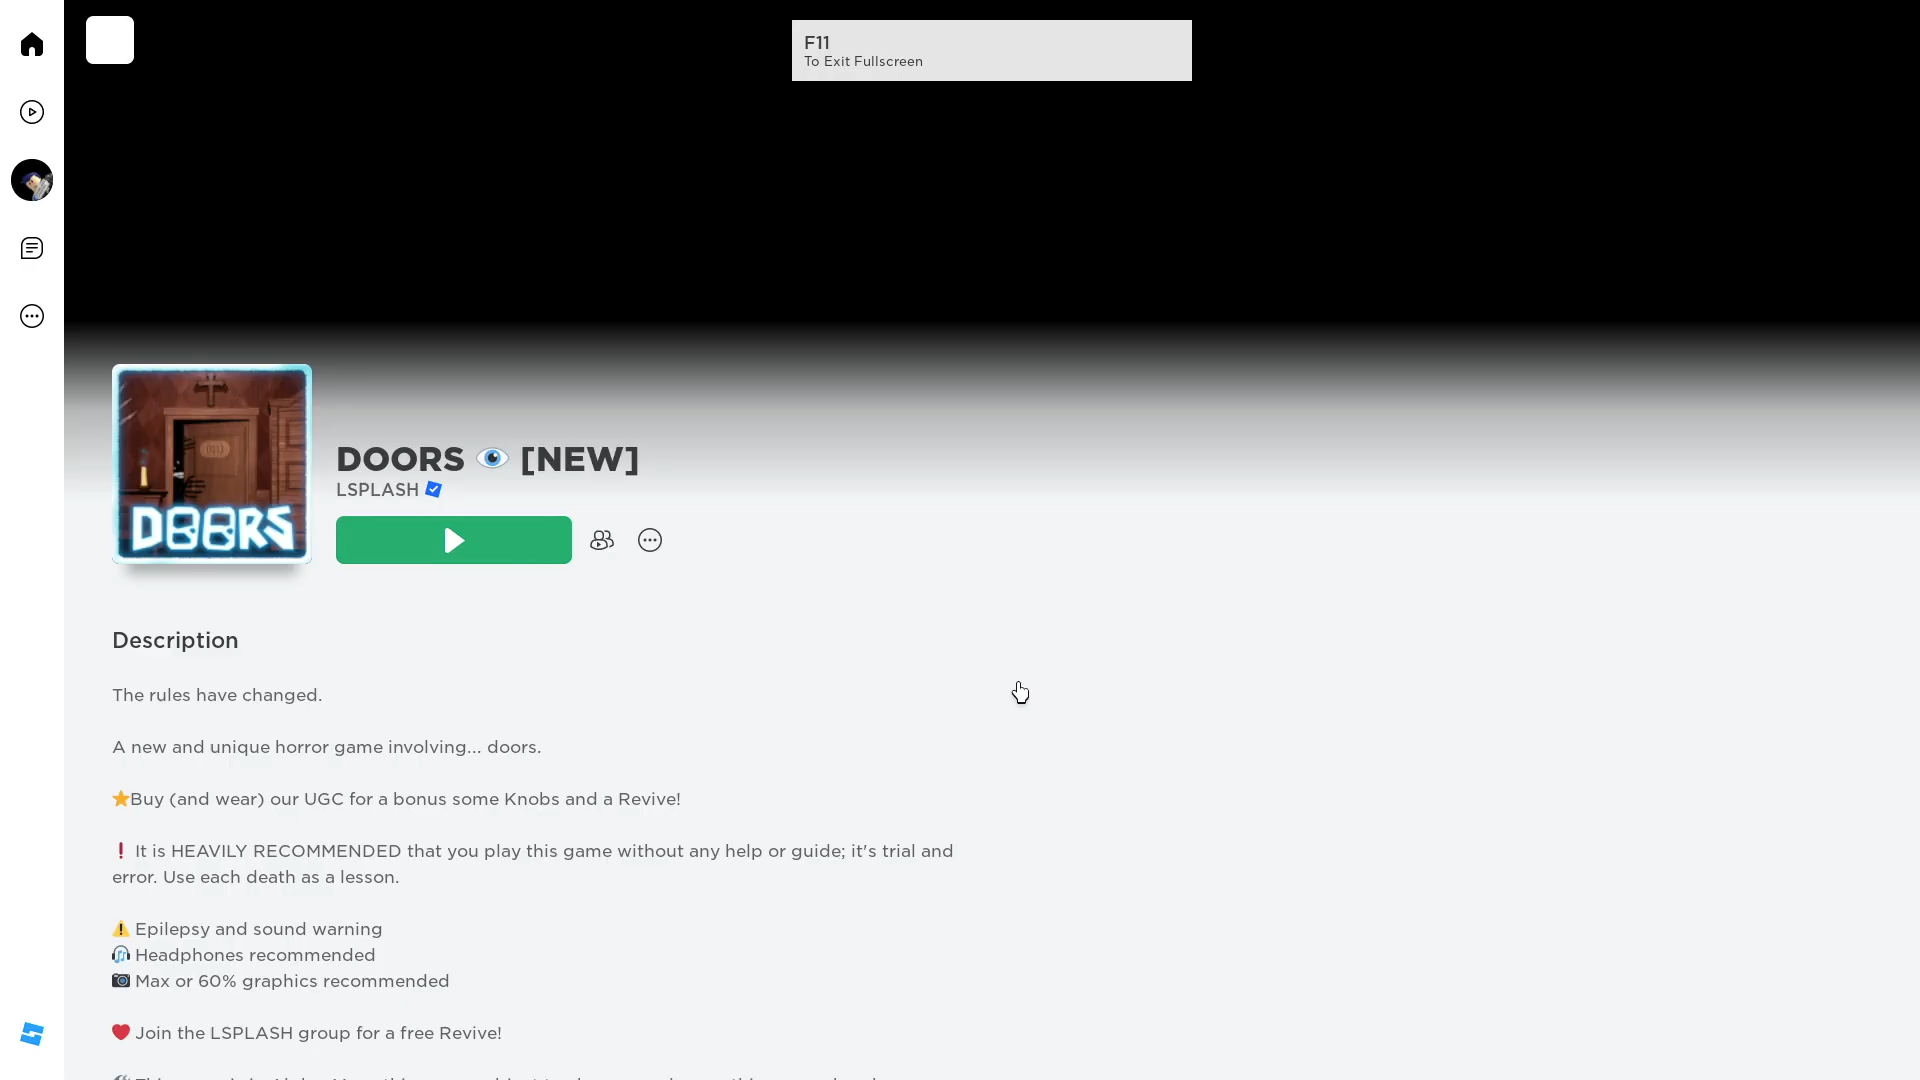 F11
To Exit Fullscreen
DOORS
DOORS 👁 [NEW]
LSPLASH
Description
The rules have changed.
A new and unique horror game involving... doors.
⭐Buy (and wear) our UGC for a bonus some Knobs and a Revive!
❗ It is HEAVILY RECOMMENDED that you play this game without any help or guide; it's trial and
error. Use each death as a lesson.
⚠️ Epilepsy and sound warning
🎧 Headphones recommended
📷 Max or 60% graphics recommended
❤️ Join the LSPLASH group for a free Revive!